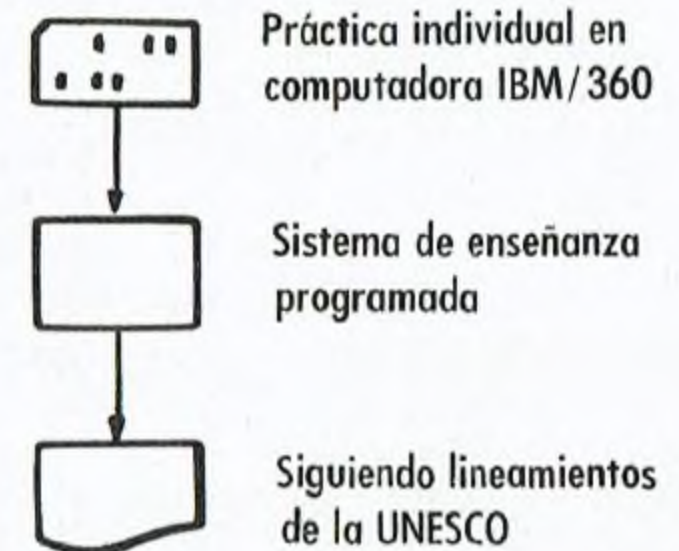 Práctica individual en
computadora IBM/360
Sistema de enseñanza
programada
Siguiendo lineamientos
de la UNESCO